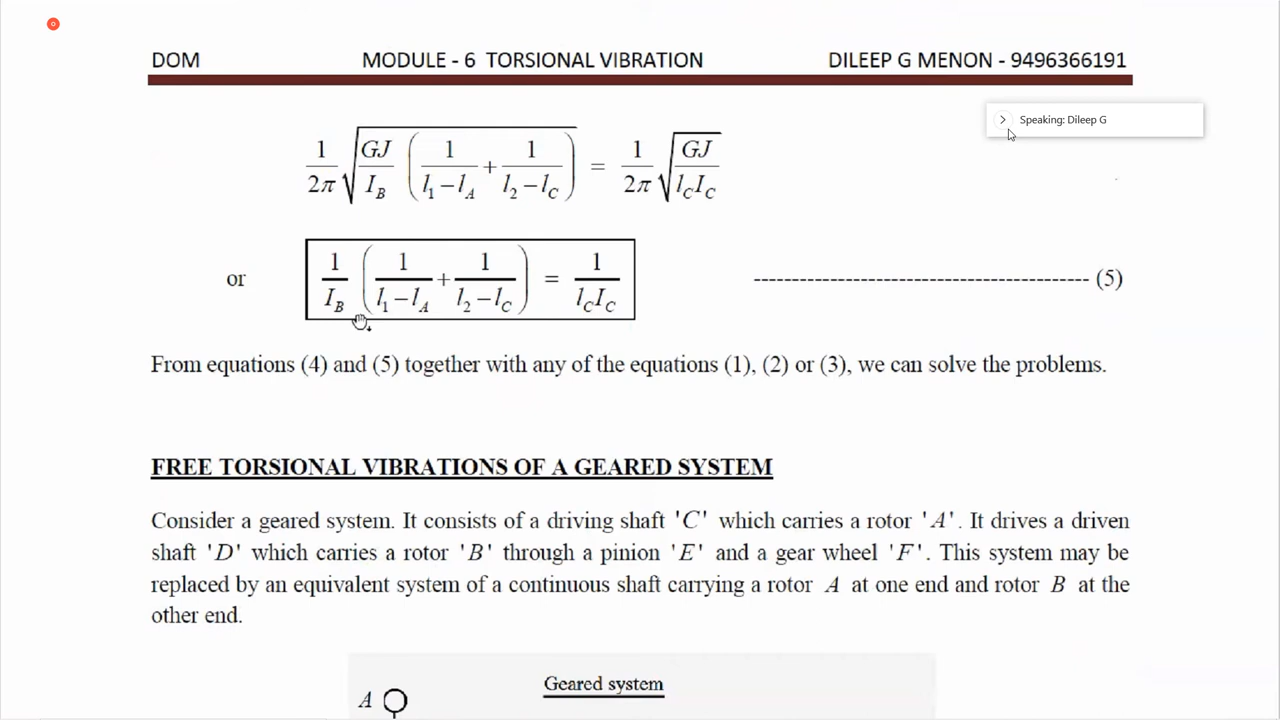 DOM MODULE - 6 TORSIONAL VIBRATION DILEEP G MENON - 9496366191
Speaking: Dileep G
1/2π √(GJ/I_B (1/(l₁−l_A) + 1/(l₂−l_C))) = 1/2π √(GJ/(l_C I_C))
or 1/I_B (1/(l₁−l_A) + 1/(l₂−l_C)) = 1/(l_C I_C) -------------------------------------------- (5)
From equations (4) and (5) together with any of the equations (1), (2) or (3), we can solve the problems.
FREE TORSIONAL VIBRATIONS OF A GEARED SYSTEM
Consider a geared system. It consists of a driving shaft 'C' which carries a rotor 'A'. It drives a driven
shaft 'D' which carries a rotor 'B' through a pinion 'E' and a gear wheel 'F'. This system may be
replaced by an equivalent system of a continuous shaft carrying a rotor A at one end and rotor B at the
other end.
Geared system
A